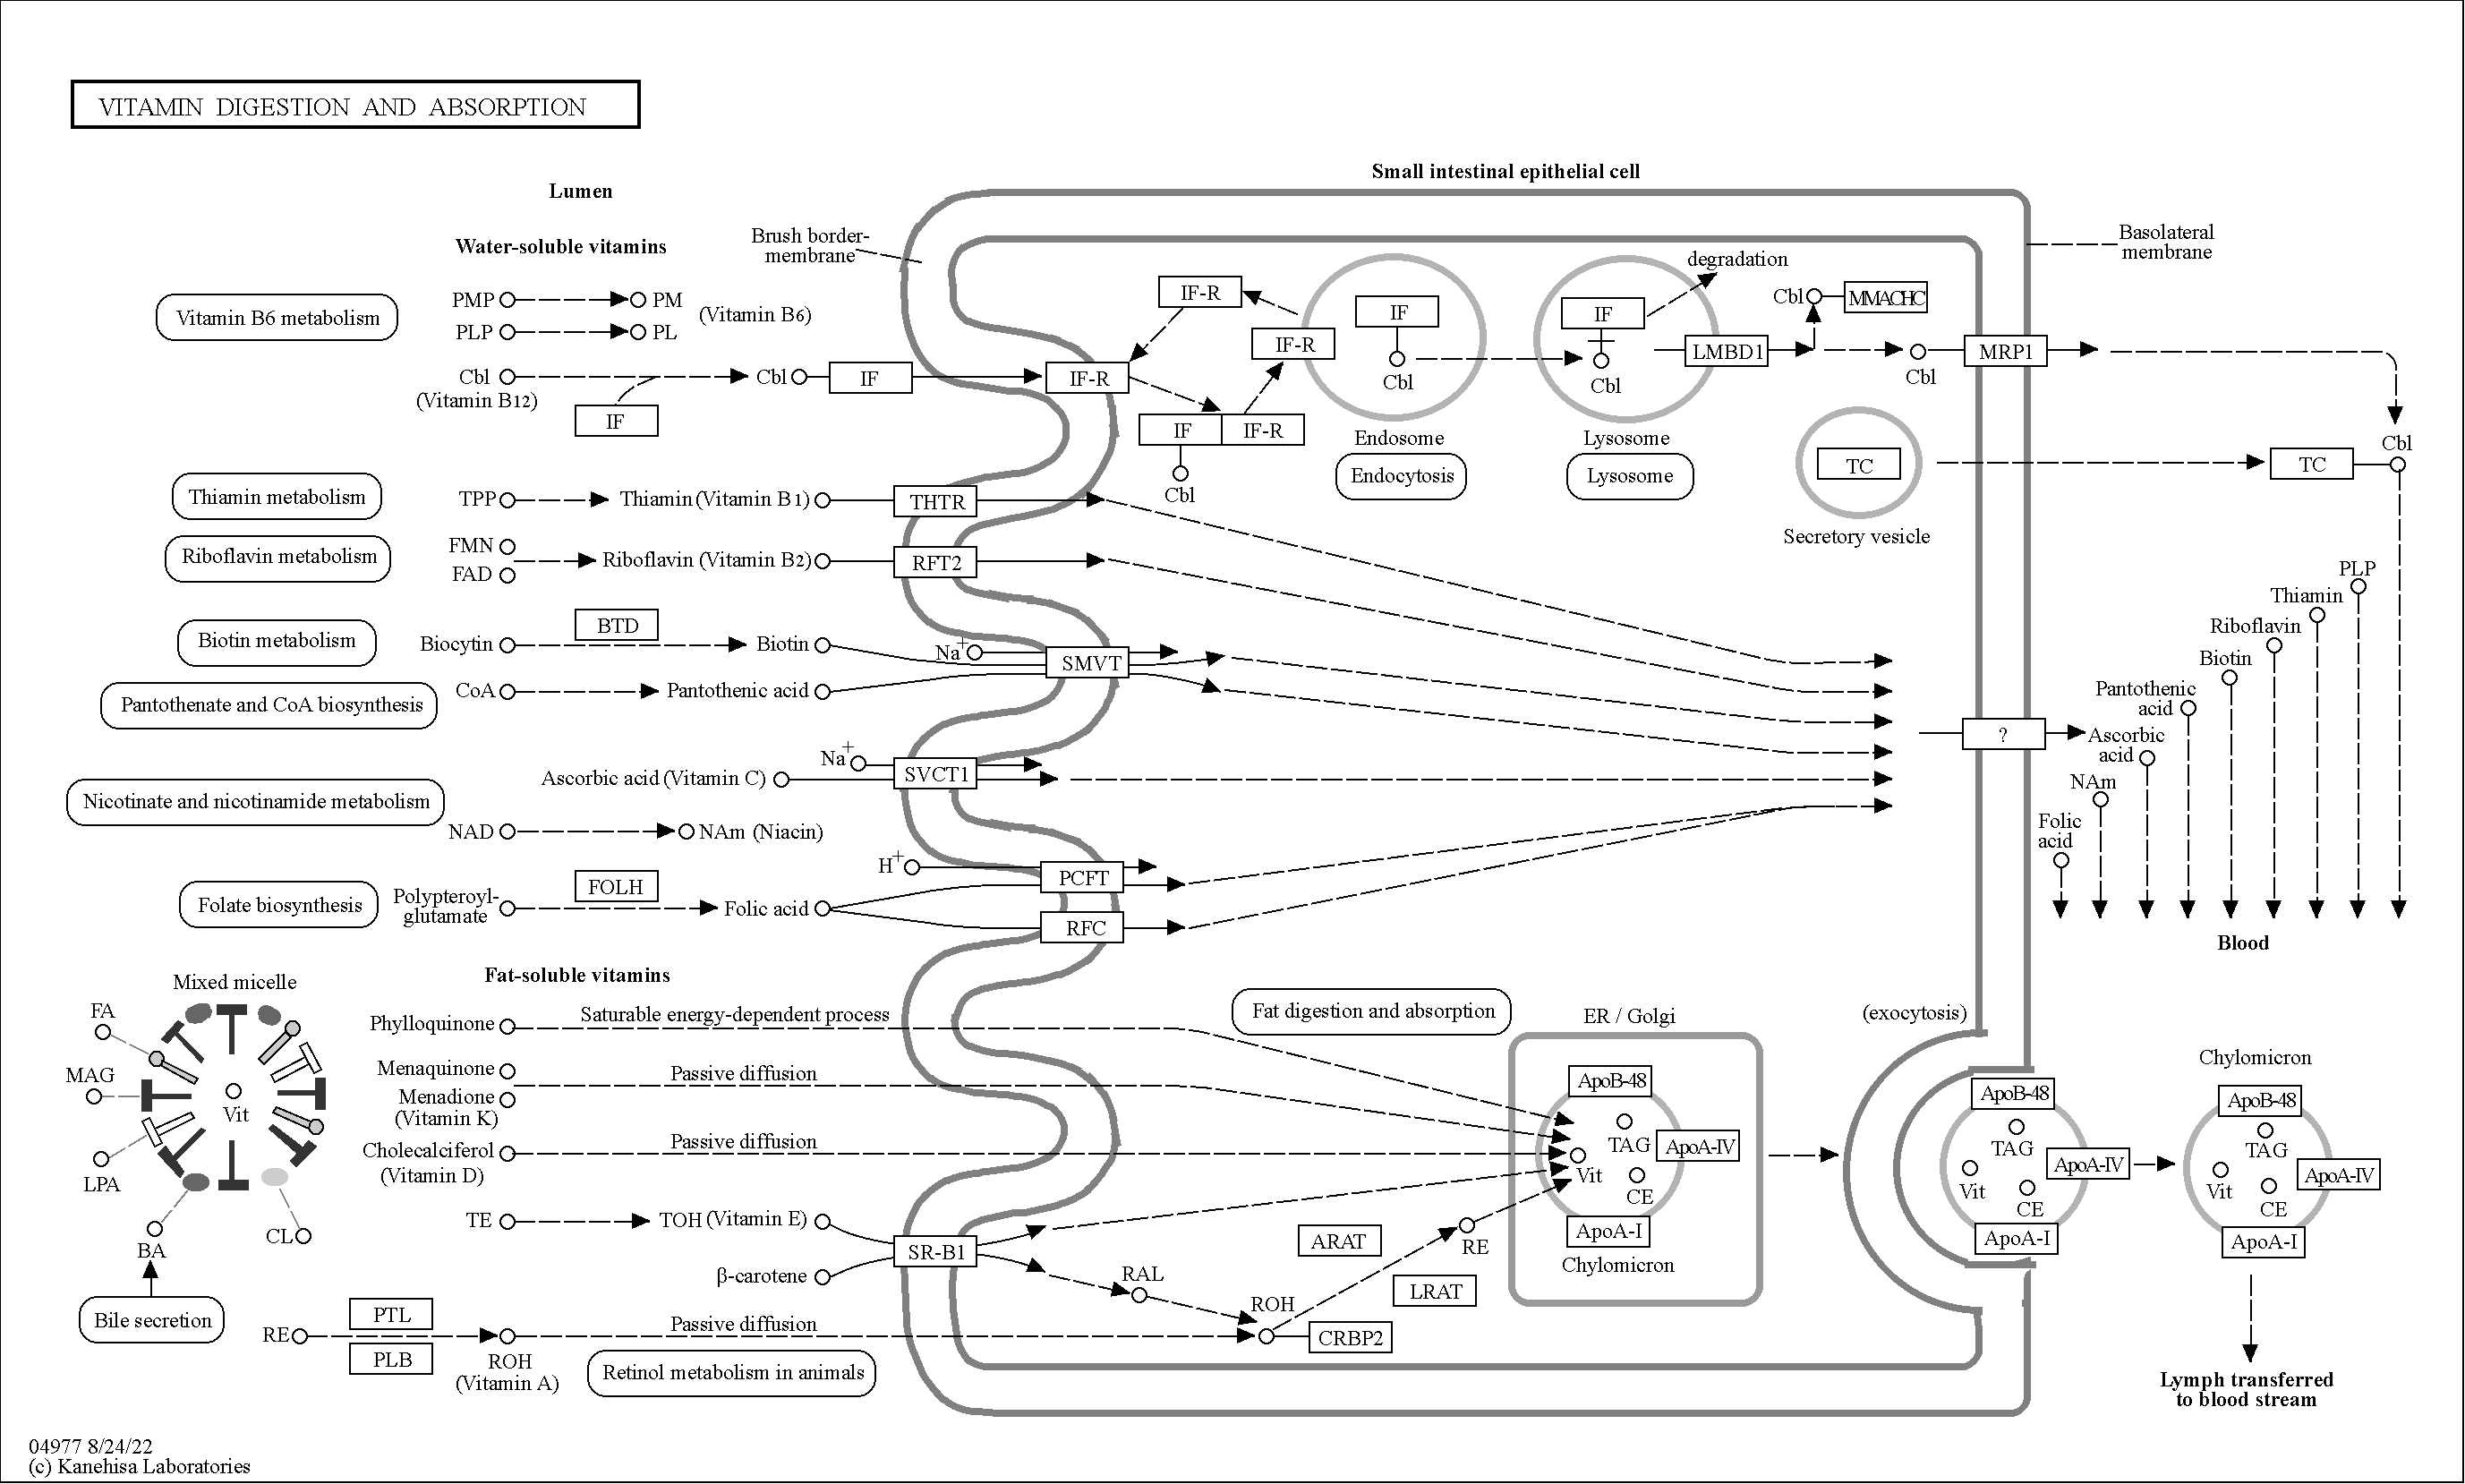 VITAMIN DIGESTION AND ABSORPTION
Small intestinal epithelial cell
Lumen
Water-soluble vitamins
Brush border-
membrane
Basolateral
membrane
Vitamin B6 metabolism
PMP
PM
(Vitamin B6)
PLP
PL
Cbl
(Vitamin B12)
IF
Cbl
IF
IF-R
IF-R
IF-R
IF
IF-R
Cbl
IF
Cbl
Endosome
Endocytosis
IF
Cbl
degradation
Lysosome
Lysosome
LMBD1
Cbl
MMACHC
Cbl
MRP1
TC
Secretory vesicle
TC
Cbl
Thiamin metabolism
TPP
Thiamin (Vitamin B1)
THTR
Riboflavin metabolism
FMN
FAD
Riboflavin (Vitamin B2)
RFT2
Biotin metabolism
Biocytin
BTD
Biotin
Na+
SMVT
Pantothenate and CoA biosynthesis
CoA
Pantothenic acid
Na+
Ascorbic acid (Vitamin C)
SVCT1
Nicotinate and nicotinamide metabolism
NAD
NAm (Niacin)
H+
PCFT
Folate biosynthesis
Polypteroyl-
glutamate
FOLH
Folic acid
RFC
?
PLP
Thiamin
Riboflavin
Biotin
Pantothenic
acid
Ascorbic
acid
NAm
Folic
acid
Blood
Fat-soluble vitamins
Mixed micelle
FA
MAG
LPA
BA
CL
Vit
Bile secretion
Phylloquinone
Saturable energy-dependent process
Menaquinone
Menadione
(Vitamin K)
Passive diffusion
Cholecalciferol
(Vitamin D)
Passive diffusion
TE
TOH (Vitamin E)
β-carotene
SR-B1
RE
PTL
PLB
ROH
(Vitamin A)
Passive diffusion
Retinol metabolism in animals
RAL
ROH
CRBP2
ARAT
LRAT
RE
Fat digestion and absorption
ER / Golgi
ApoB-48
TAG
ApoA-IV
Vit
CE
ApoA-I
Chylomicron
(exocytosis)
ApoB-48
TAG
ApoA-IV
Vit
CE
ApoA-I
Chylomicron
ApoB-48
TAG
ApoA-IV
Vit
CE
ApoA-I
Lymph transferred
to blood stream
04977 8/24/22
(c) Kanehisa Laboratories